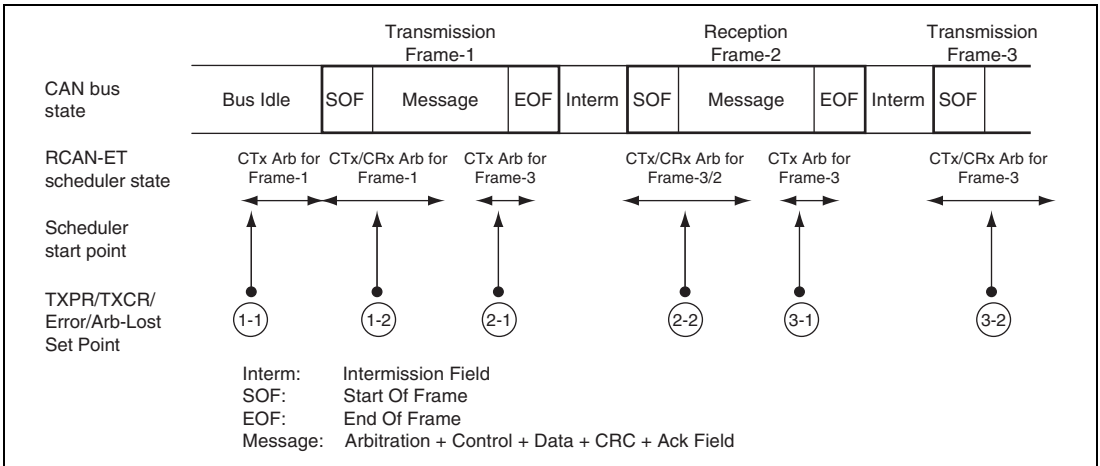 Transmission Frame-1
Reception Frame-2
Transmission Frame-3
CAN bus state
Bus Idle
SOF
Message
EOF
Interm
SOF
Message
EOF
Interm
SOF
RCAN-ET scheduler state
CTx Arb for Frame-1
CTx/CRx Arb for Frame-1
CTx Arb for Frame-3
CTx/CRx Arb for Frame-3/2
CTx Arb for Frame-3
CTx/CRx Arb for Frame-3
Scheduler start point
TXPR/TXCR/ Error/Arb-Lost Set Point
1-1
1-2
2-1
2-2
3-1
3-2
Interm: Intermission Field
SOF: Start Of Frame
EOF: End Of Frame
Message: Arbitration + Control + Data + CRC + Ack Field